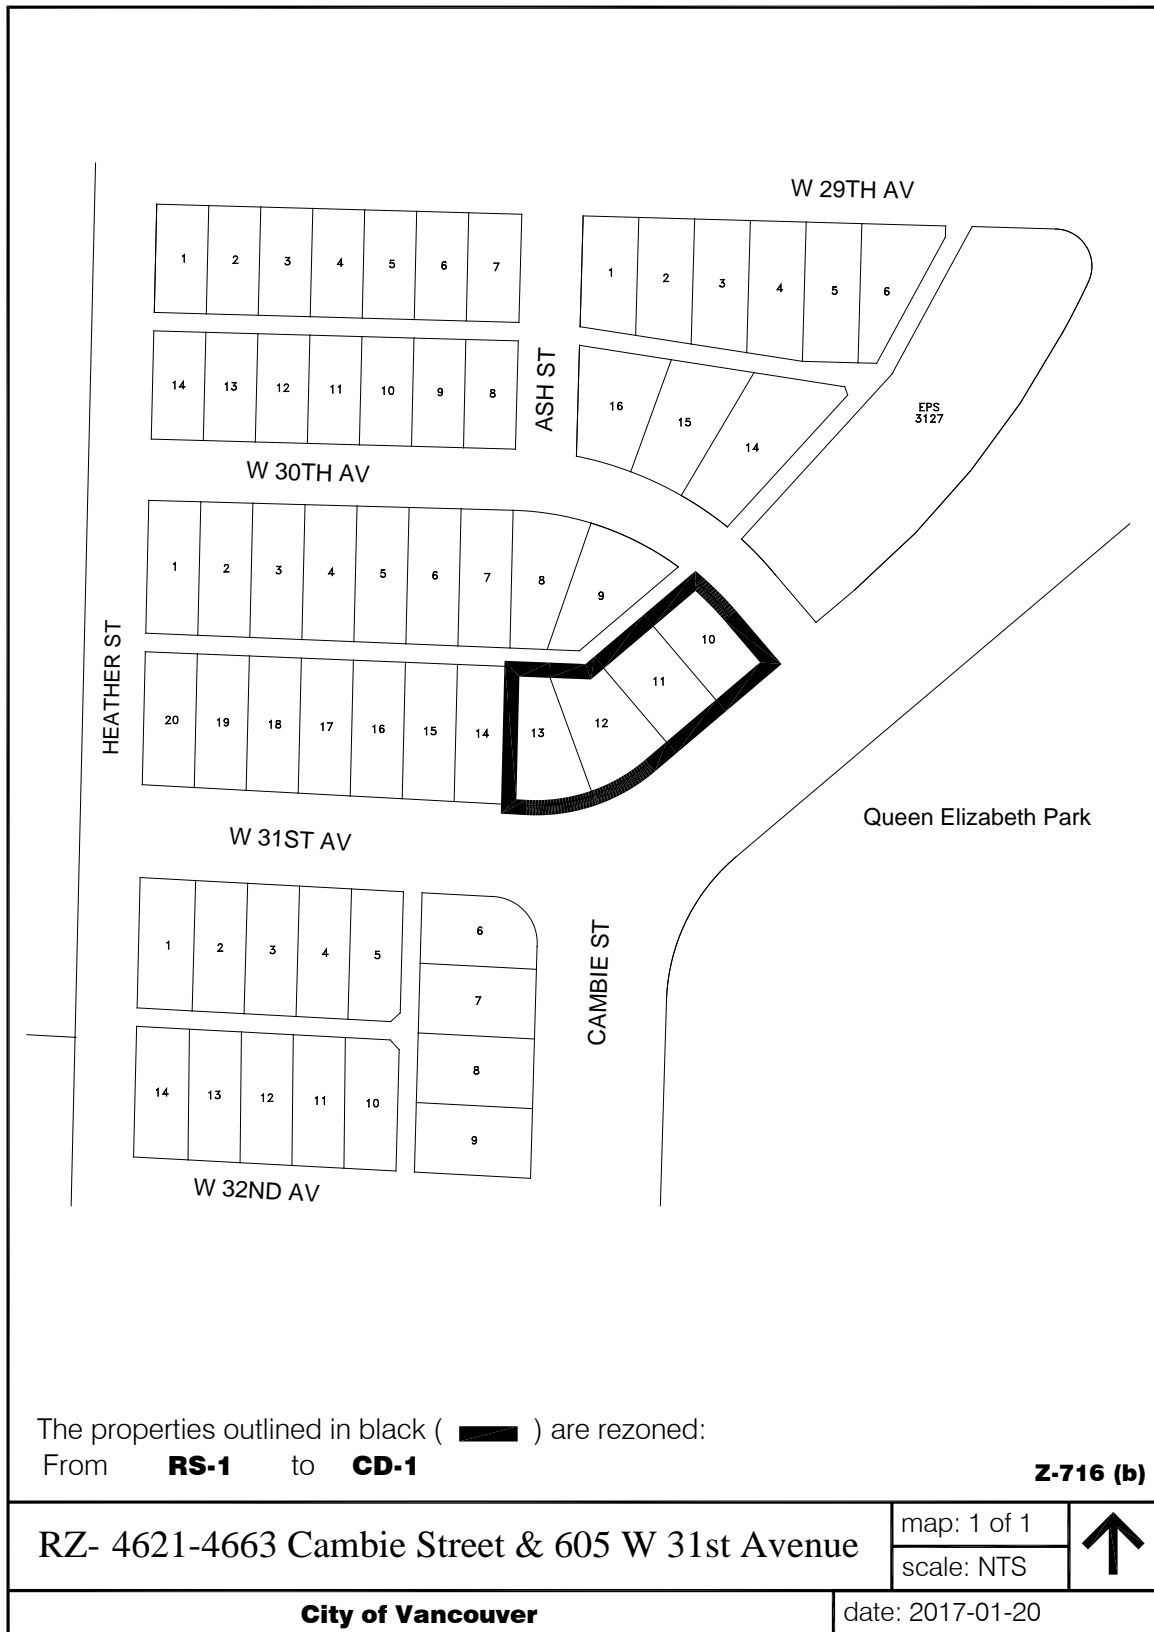 W 29TH AV
1 2 3 4 5 6 7
1 2 3 4 5 6
ASH ST
14 13 12 11 10 9 8
16 15 14
EPS
3127
W 30TH AV
1 2 3 4 5 6 7 8 9
10
11
12
13
HEATHER ST
20 19 18 17 16 15 14
Queen Elizabeth Park
W 31ST AV
1 2 3 4 5
6
7
8
9
CAMBIE ST
14 13 12 11 10
W 32ND AV
The properties outlined in black ( ) are rezoned:
From RS-1 to CD-1
Z-716 (b)
RZ- 4621-4663 Cambie Street & 605 W 31st Avenue
map: 1 of 1
scale: NTS
City of Vancouver
date: 2017-01-20